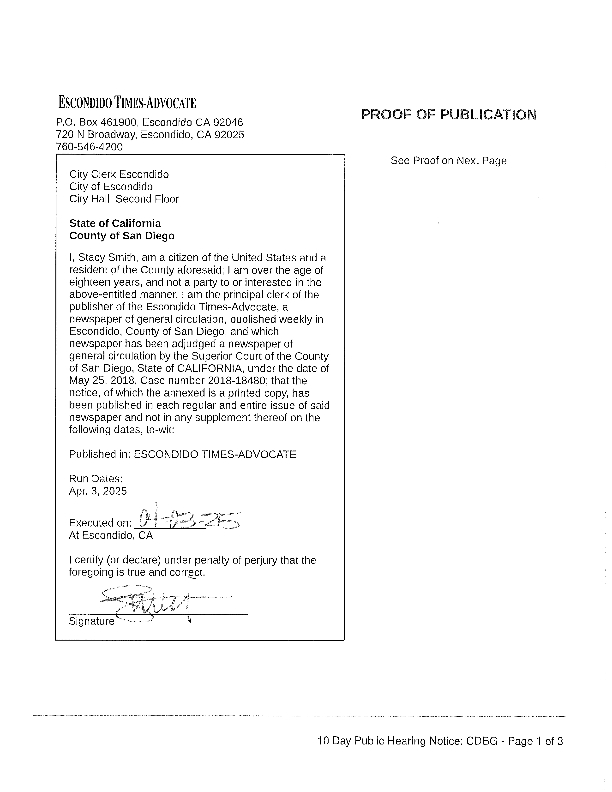 ESCONDIDO TIMES-ADVOCATE
P.O. Box 461900, Escondido CA 92046
720 N Broadway, Escondido, CA 92025
760-546-4200
PROOF OF PUBLICATION
See Proof on Next Page
City Clerk Escondido
City of Escondido
City Hall, Second Floor
State of California
County of San Diego
I, Stacy Smith, am a citizen of the United States and a
resident of the County aforesaid; I am over the age of
eighteen years, and not a party to or interested in the
above-entitled manner. I am the principal clerk of the
publisher of the Escondido Times-Advocate, a
newspaper of general circulation, published weekly in
Escondido, County of San Diego, and which
newspaper has been adjudged a newspaper of
general circulation by the Superior Court of the County
of San Diego, State of CALIFORNIA, under the date of
May 25, 2018, Case number 2018-18480; that the
notice, of which the annexed is a printed copy, has
been published in each regular and entire issue of said
newspaper and not in any supplement thereof on the
following dates, to-wit:
Published in: ESCONDIDO TIMES-ADVOCATE
Run Dates:
Apr. 3, 2025
Executed on:
At Escondido, CA
I certify (or declare) under penalty of perjury that the
foregoing is true and correct.
Signature
10 Day Public Hearing Notice: CDBG - Page 1 of 3